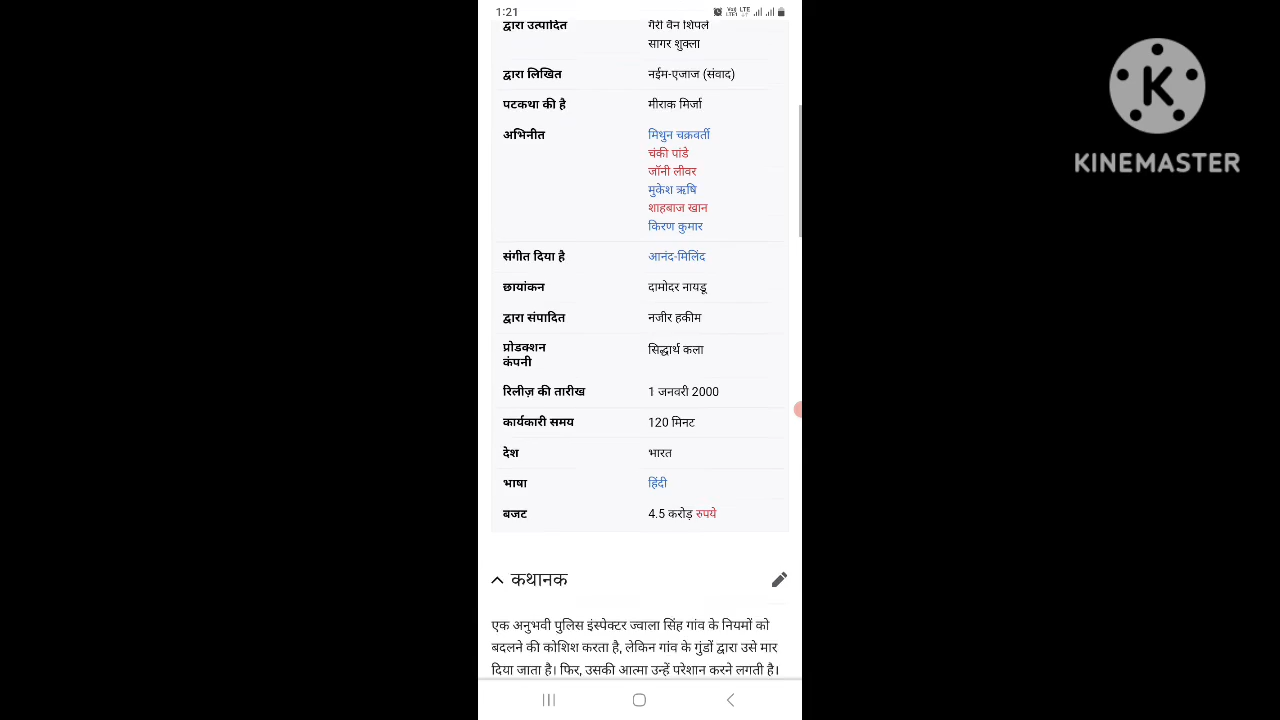 1:21
द्वारा उत्पादित गैरी वैन शिपले
सागर शुक्ला
द्वारा लिखित नईम-एजाज (संवाद)
पटकथा की है मीराक मिर्जा
अभिनीत मिथुन चक्रवर्ती
चंकी पांडे
जॉनी लीवर
मुकेश ऋषि
शाहबाज खान
किरण कुमार
संगीत दिया है आनंद-मिलिंद
छायांकन दामोदर नायडू
द्वारा संपादित नजीर हकीम
प्रोडक्शन
कंपनी सिद्धार्थ कला
रिलीज़ की तारीख 1 जनवरी 2000
कार्यकारी समय 120 मिनट
देश भारत
भाषा हिंदी
बजट 4.5 करोड़ रुपये
कथानक
एक अनुभवी पुलिस इंस्पेक्टर ज्वाला सिंह गांव के नियमों को
बदलने की कोशिश करता है, लेकिन गांव के गुंडों द्वारा उसे मार
दिया जाता है। फिर, उसकी आत्मा उन्हें परेशान करने लगती है।
K
KINEMASTER